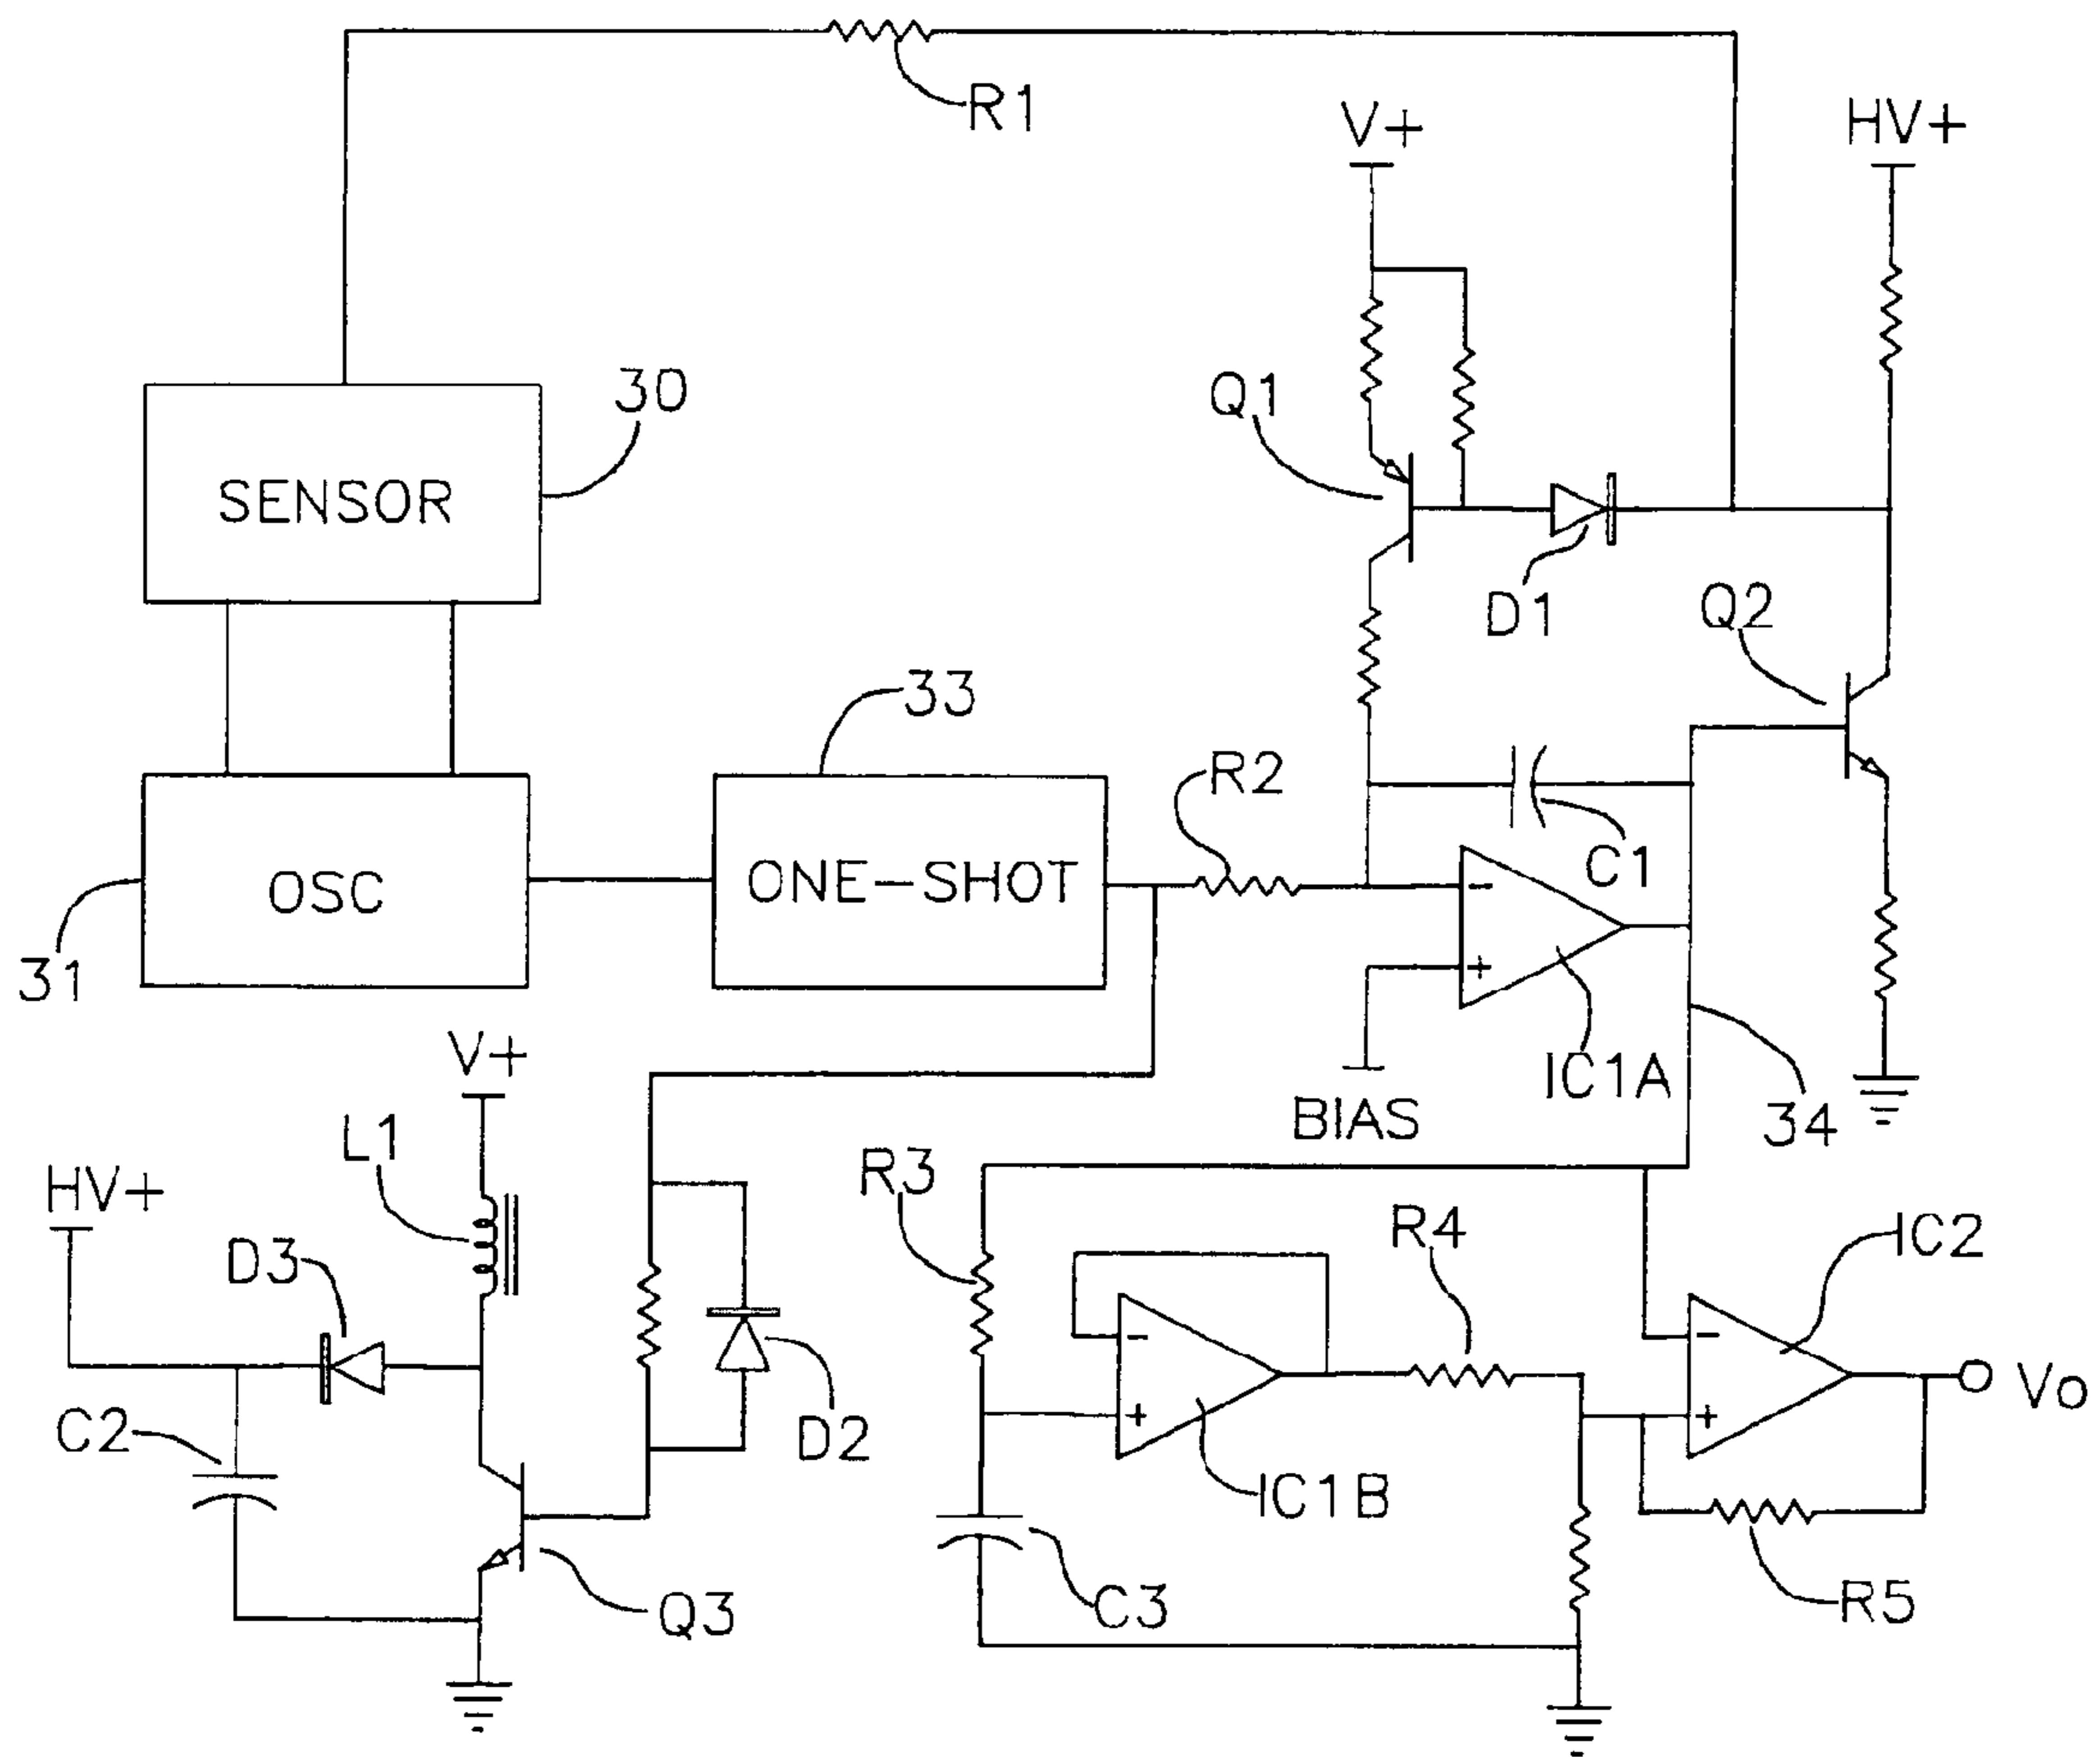 R1
V+
HV+
30
Q1
SENSOR
D1
Q2
33
R2
C1
OSC
ONE-SHOT
31
V+
IC1A
BIAS
34
L1
R3
HV+
R4
IC2
D3
Vo
C2
D2
IC1B
Q3
C3
R5
−
+
−
+
−
+